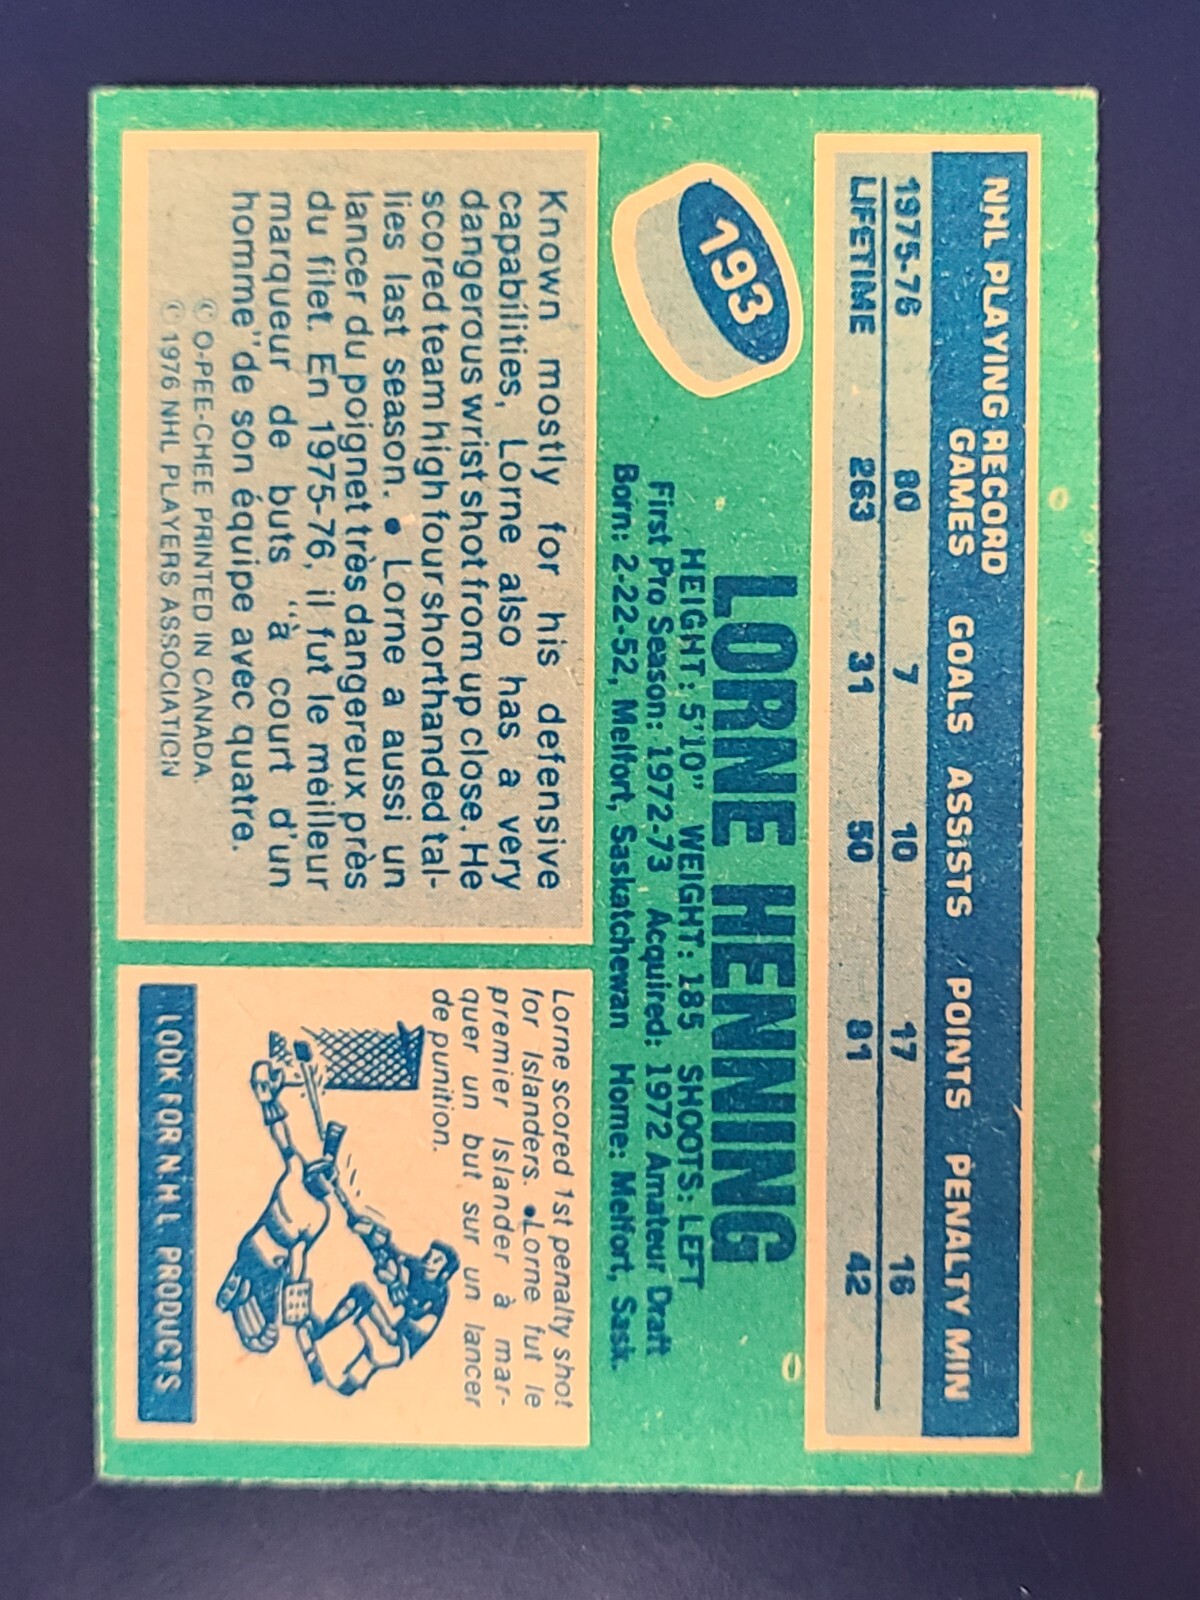 NHL PLAYING RECORD
GAMES GOALS ASSISTS POINTS PENALTY MIN
1975-76 80 7 10 17 16
LIFETIME 263 31 50 81 42
193
LORNE HENNING
HEIGHT: 5'10" WEIGHT: 185 SHOOTS: LEFT
First Pro Season: 1972-73 Acquired: 1972 Amateur Draft
Born: 2-22-52, Melfort, Saskatchewan Home: Melfort, Sask.
Known mostly for his defensive
capabilities, Lorne also has a very
dangerous wrist shot from up close. He
scored team high four shorthanded tal-
lies last season. ● Lorne a aussi un
lancer du poignet très dangereux près
du filet. En 1975-76, il fut le meilleur
marqueur de buts "à court d'un
homme" de son équipe avec quatre.
© O-PEE-CHEE PRINTED IN CANADA.
© 1976 NHL PLAYERS ASSOCIATION
Lorne scored 1st penalty shot
for Islanders. ●Lorne fut le
premier Islander à mar-
quer un but sur un lancer
de punition.
LOOK FOR N.H.L. PRODUCTS